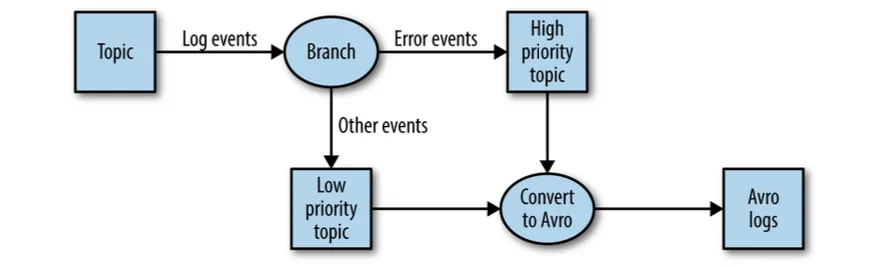 Topic
Log events
Branch
Error events
High
priority
topic
Other events
Low
priority
topic
Convert
to Avro
Avro
logs